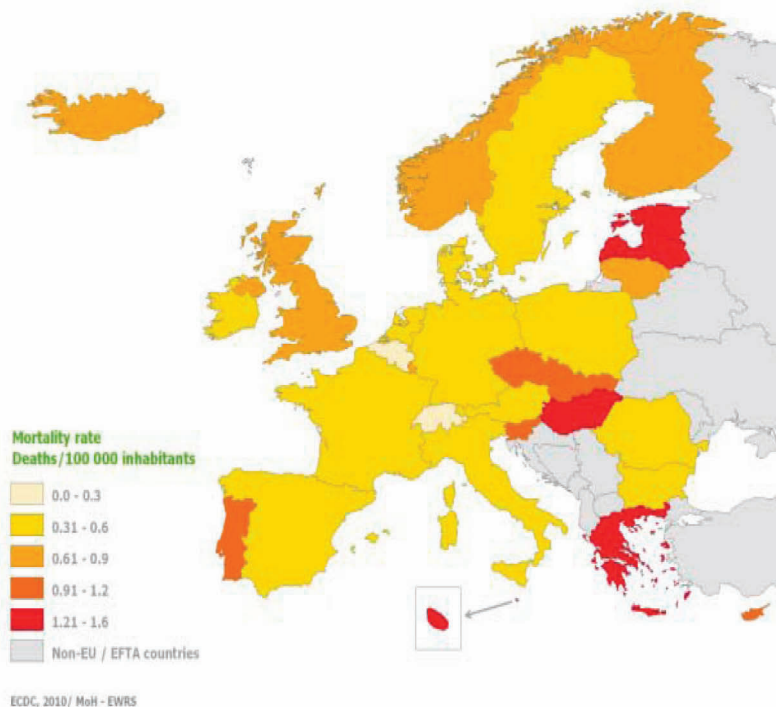 Mortality rate
Deaths/100 000 inhabitants
0.0 - 0.3
0.31 - 0.6
0.61 - 0.9
0.91 - 1.2
1.21 - 1.6
Non-EU / EFTA countries
ECDC, 2010/ MoH - EWRS